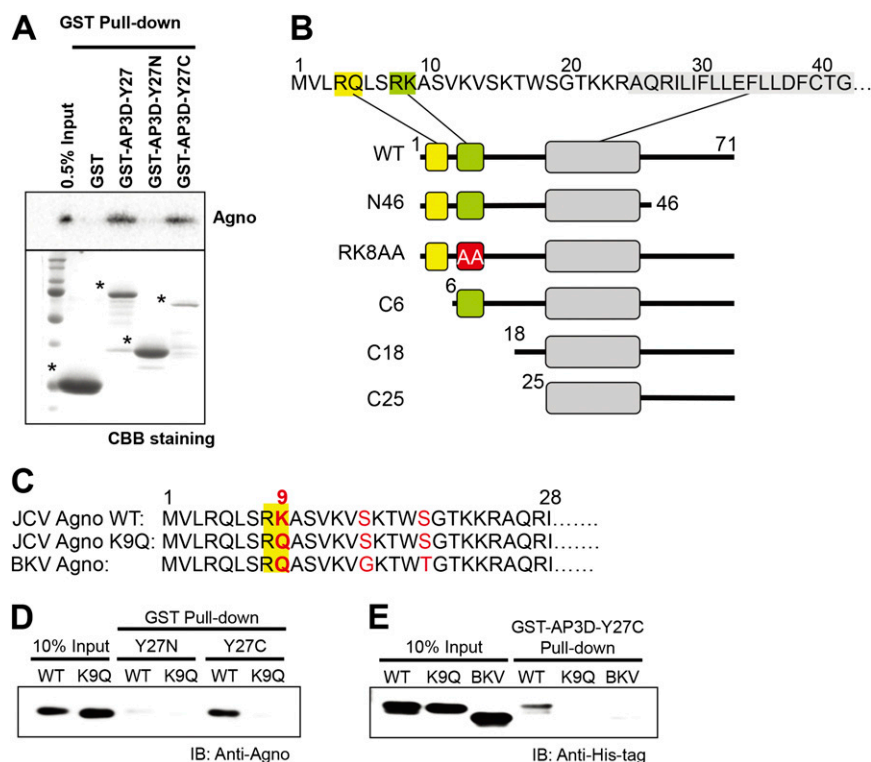 A
GST Pull-down
0.5% Input
GST
GST-AP3D-Y27
GST-AP3D-Y27N
GST-AP3D-Y27C
Agno
*
*
*
*
CBB staining
B
1 10 20 30 40
MVLRQLSRKASVKVSKTWSGTKKRAQRILIFLLEFLLDFCTG...
WT 1 71
N46 46
RK8AA AA
C6 6
C18 18
C25 25
C
1 9 28
JCV Agno WT: MVLRQLSRKASVKVSKTWSGTKKRAQRI.......
JCV Agno K9Q: MVLRQLSRQASVKVSKTWSGTKKRAQRI......
BKV Agno: MVLRQLSRQASVKVGKTWTGTKKRAQRI......
D
GST Pull-down
10% Input Y27N Y27C
WT K9Q WT K9Q WT K9Q
IB: Anti-Agno
E
GST-AP3D-Y27C
10% Input Pull-down
WT K9Q BKV WT K9Q BKV
IB: Anti-His-tag